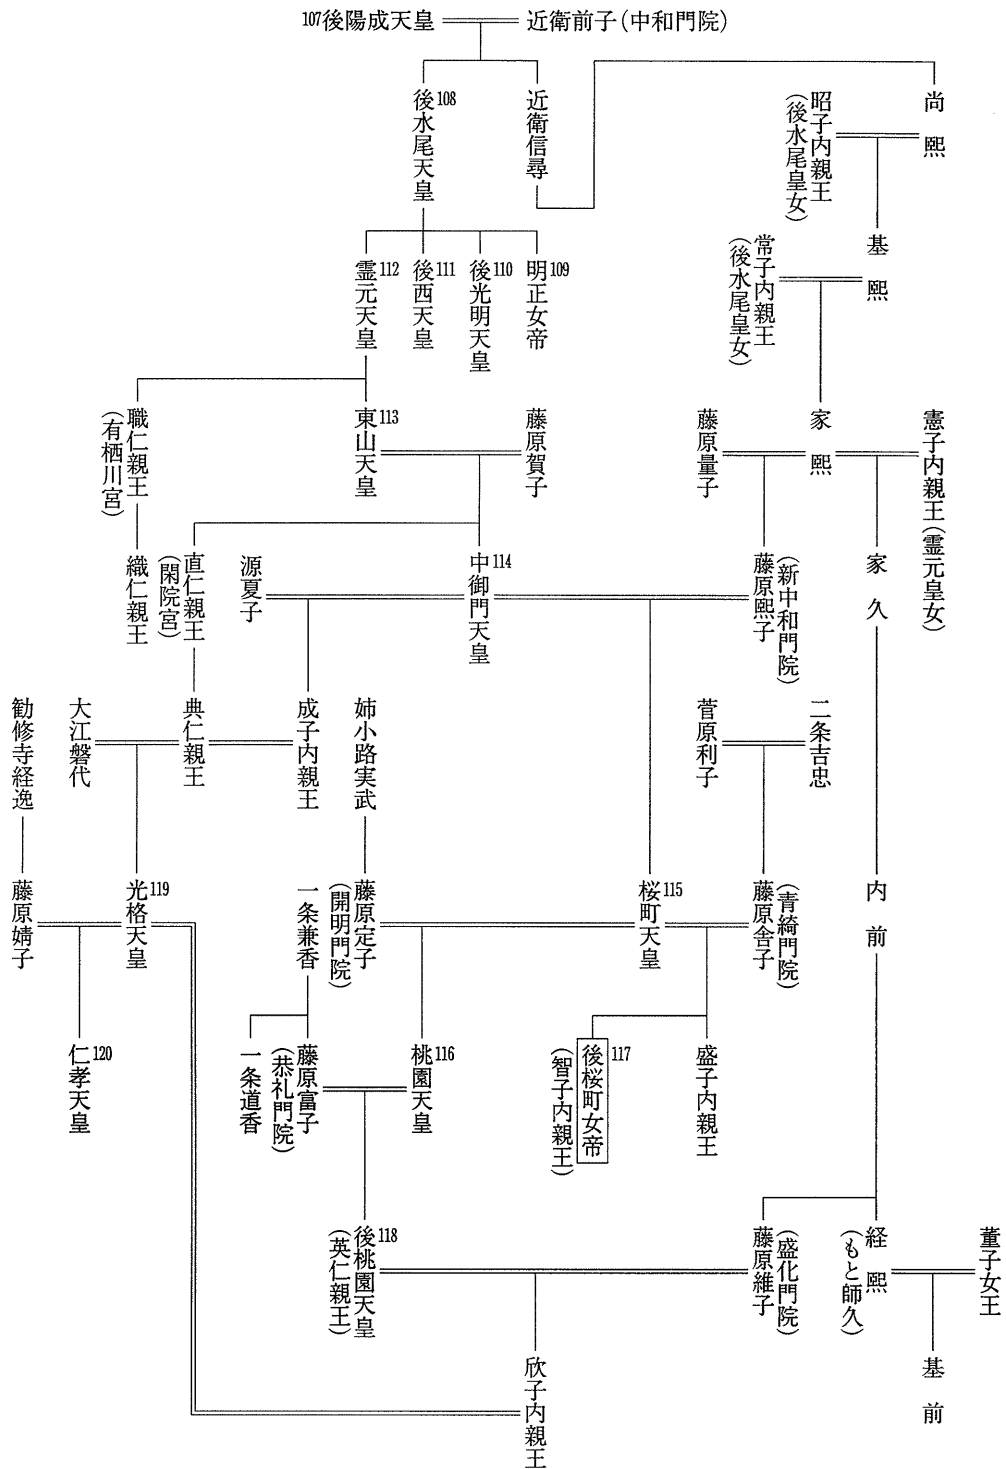 107後陽成天皇
近衛前子(中和門院)
尚熙
昭子内親王
(後水尾皇女)
近衛信尋
108後水尾天皇
基熙
常子内親王
(後水尾皇女)
109明正女帝
110後光明天皇
111後西天皇
112霊元天皇
憲子内親王(霊元皇女)
家熙
藤原量子
藤原賀子
113東山天皇
職仁親王
(有栖川宮)
家久
(新中和門院)
藤原熙子
114中御門天皇
源夏子
直仁親王
(閑院宮)
織仁親王
二条吉忠
菅原利子
姉小路実武
成子内親王
典仁親王
大江磐代
勧修寺経逸
内前
(青綺門院)
藤原舎子
115桜町天皇
藤原定子
(開明門院)
一条兼香
119光格天皇
藤原婧子
盛子内親王
117後桜町女帝
(智子内親王)
116桃園天皇
藤原富子
(恭礼門院)
一条道香
120仁孝天皇
董子女王
経熙
(もと師久)
(盛化門院)
藤原維子
118後桃園天皇
(英仁親王)
基前
欣子内親王